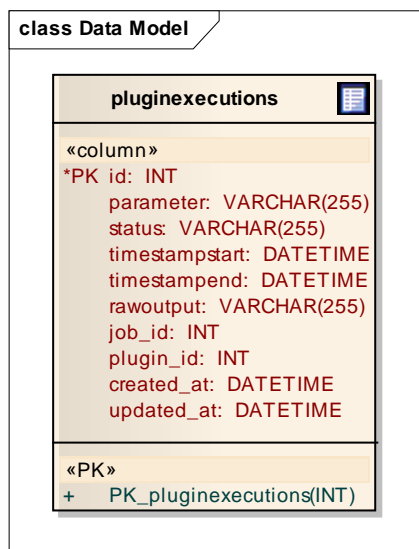 class Data Model
pluginexecutions
«column»
*PK id: INT
parameter: VARCHAR(255)
status: VARCHAR(255)
timestampstart: DATETIME
timestampend: DATETIME
rawoutput: VARCHAR(255)
job_id: INT
plugin_id: INT
created_at: DATETIME
updated_at: DATETIME
«PK»
+ PK_pluginexecutions(INT)